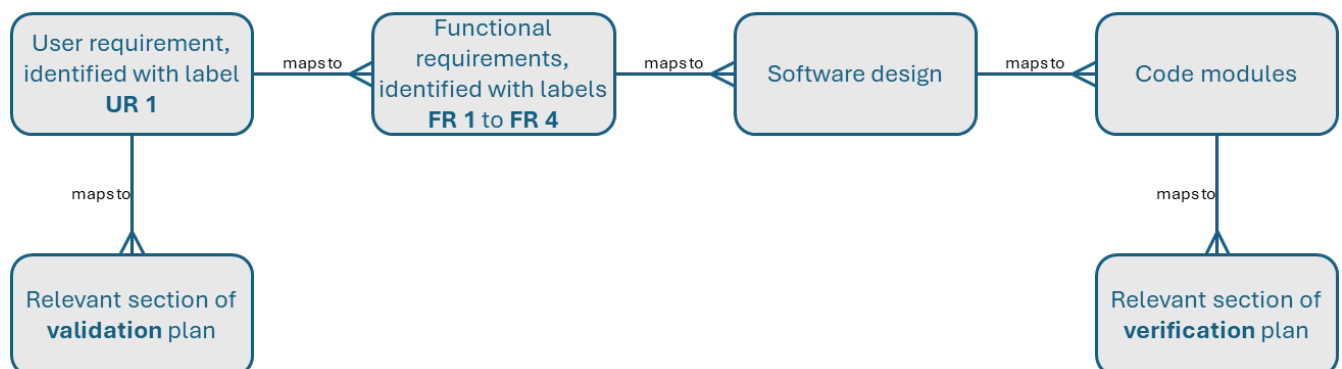 User requirement,
identified with label
UR 1
maps to
Functional
requirements,
identified with labels
FR 1 to FR 4
maps to
Software design
maps to
Code modules
maps to
maps to
Relevant section of
validation plan
Relevant section of
verification plan